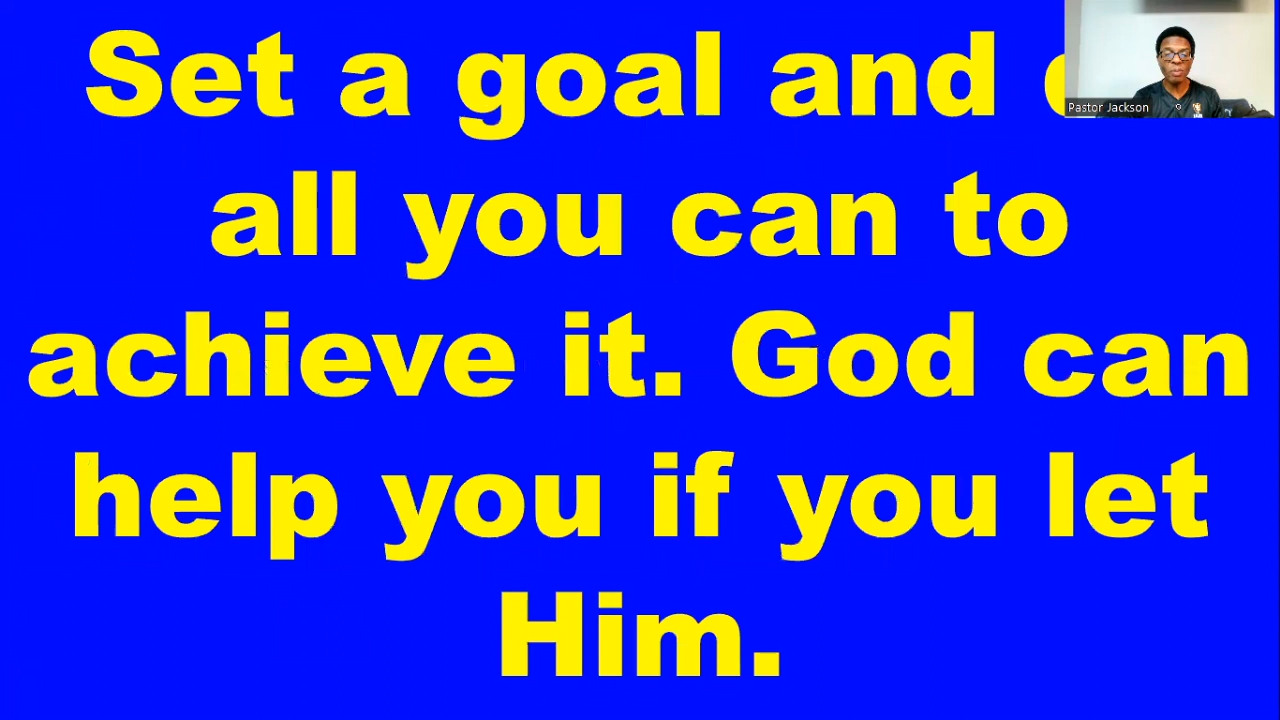 Set a goal and
all you can to
achieve it. God can
help you if you let
Him.
Pastor Jackson